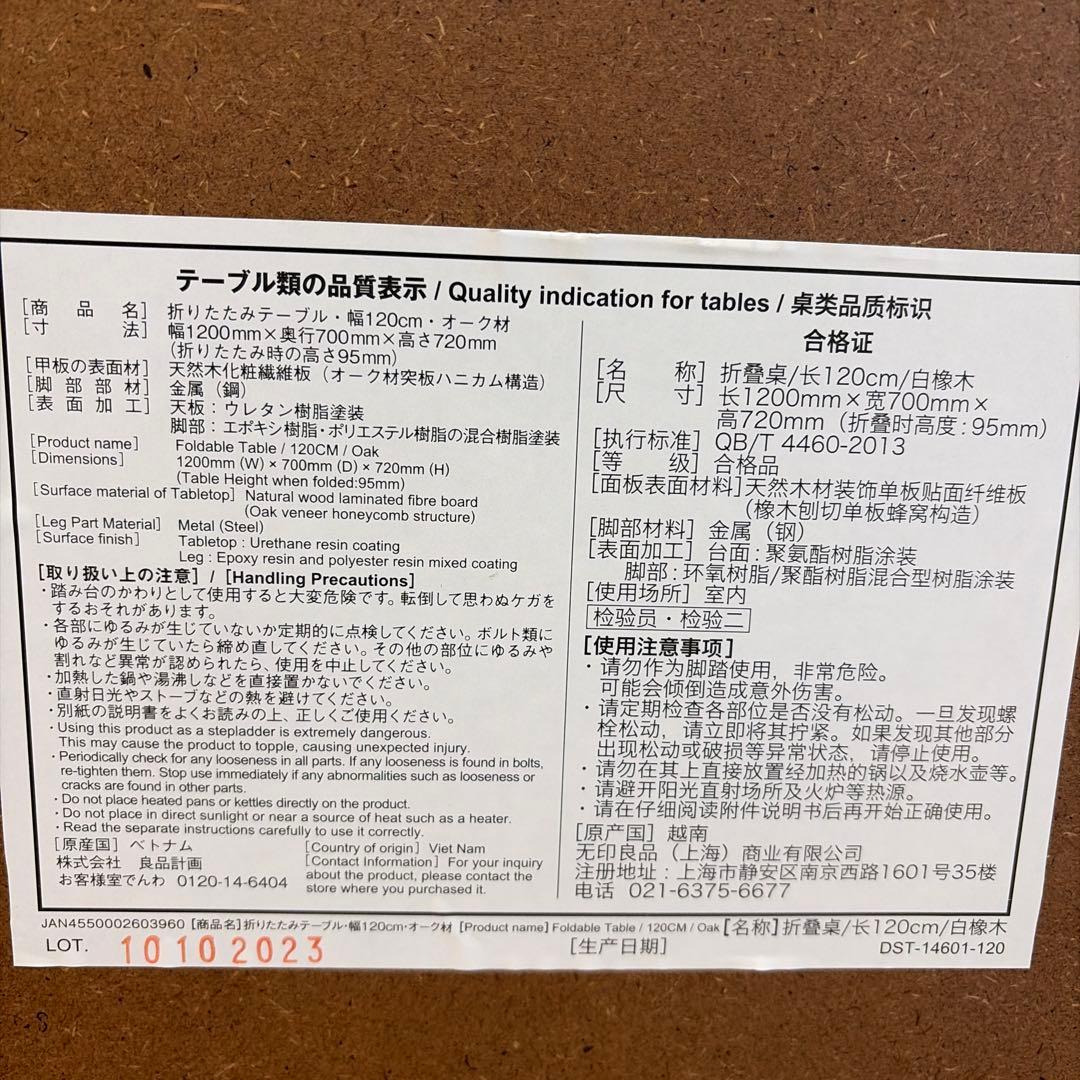 テーブル類の品質表示 / Quality indication for tables / 桌类品质标识
[商品名] 折りたたみテーブル・幅120cm・オーク材
[寸法] 幅1200mm×奥行700mm×高さ720mm
(折りたたみ時の高さ95mm)
[甲板の表面材] 天然木化粧繊維板（オーク材突板ハニカム構造）
[脚部部材] 金属（鋼）
[表面加工] 天板：ウレタン樹脂塗装
脚部：エポキシ樹脂・ポリエステル樹脂の混合樹脂塗装
[Product name] Foldable Table / 120CM / Oak
[Dimensions] 1200mm (W) × 700mm (D) × 720mm (H)
(Table Height when folded:95mm)
[Surface material of Tabletop] Natural wood laminated fibre board
(Oak veneer honeycomb structure)
[Leg Part Material] Metal (Steel)
[Surface finish] Tabletop : Urethane resin coating
Leg : Epoxy resin and polyester resin mixed coating
[取り扱い上の注意] / [Handling Precautions]
・踏み台のかわりとして使用すると大変危険です。転倒して思わぬケガを
するおそれがあります。
・各部にゆるみが生じていないか定期的に点検してください。ボルト類に
ゆるみが生じていたら締め直してください。その他の部位にゆるみや
割れなど異常が認められたら、使用を中止してください。
・加熱した鍋や湯沸しなどを直接置かないでください。
・直射日光やストーブなどの熱を避けてください。
・別紙の説明書をよくお読みの上、正しくご使用ください。
・Using this product as a stepladder is extremely dangerous.
This may cause the product to topple, causing unexpected injury.
・Periodically check for any looseness in all parts. If any looseness is found in bolts,
re-tighten them. Stop use immediately if any abnormalities such as looseness or
cracks are found in other parts.
・Do not place heated pans or kettles directly on the product.
・Do not place in direct sunlight or near a source of heat such as a heater.
・Read the separate instructions carefully to use it correctly.
[原産国] ベトナム
株式会社 良品計画
お客様室でんわ 0120-14-6404
[Country of origin] Viet Nam
[Contact Information] For your inquiry
about the product, please contact the
store where you purchased it.
合格证
[名称] 折叠桌/长120cm/白橡木
[尺寸] 长1200mm×宽700mm×
高720mm（折叠时高度：95mm）
[执行标准] QB/T 4460-2013
[等级] 合格品
[面板表面材料] 天然木材装饰单板贴面纤维板
（橡木刨切单板蜂窝构造）
[脚部材料] 金属（钢）
[表面加工] 台面：聚氨酯树脂涂装
脚部：环氧树脂/聚酯树脂混合型树脂涂装
[使用场所] 室内
检验员・检验二
[使用注意事项]
・请勿作为脚踏使用，非常危险。
可能会倾倒造成意外伤害。
・请定期检查各部位是否没有松动。一旦发现螺
栓松动，请立即将其拧紧。如果发现其他部分
出现松动或破损等异常状态，请停止使用。
・请勿在其上直接放置经加热的锅以及烧水壶等。
・请避开阳光直射场所及火炉等热源。
・请在仔细阅读附件说明书后再开始正确使用。
[原产国] 越南
无印良品（上海）商业有限公司
注册地址：上海市静安区南京西路1601号35楼
电话 021-6375-6677
JAN4550002603960 [商品名]折りたたみテーブル・幅120cm・オーク材 [Product name] Foldable Table / 120CM / Oak [名称] 折叠桌/长120cm/白橡木
LOT. 10 10 2023 [生产日期] DST-14601-120